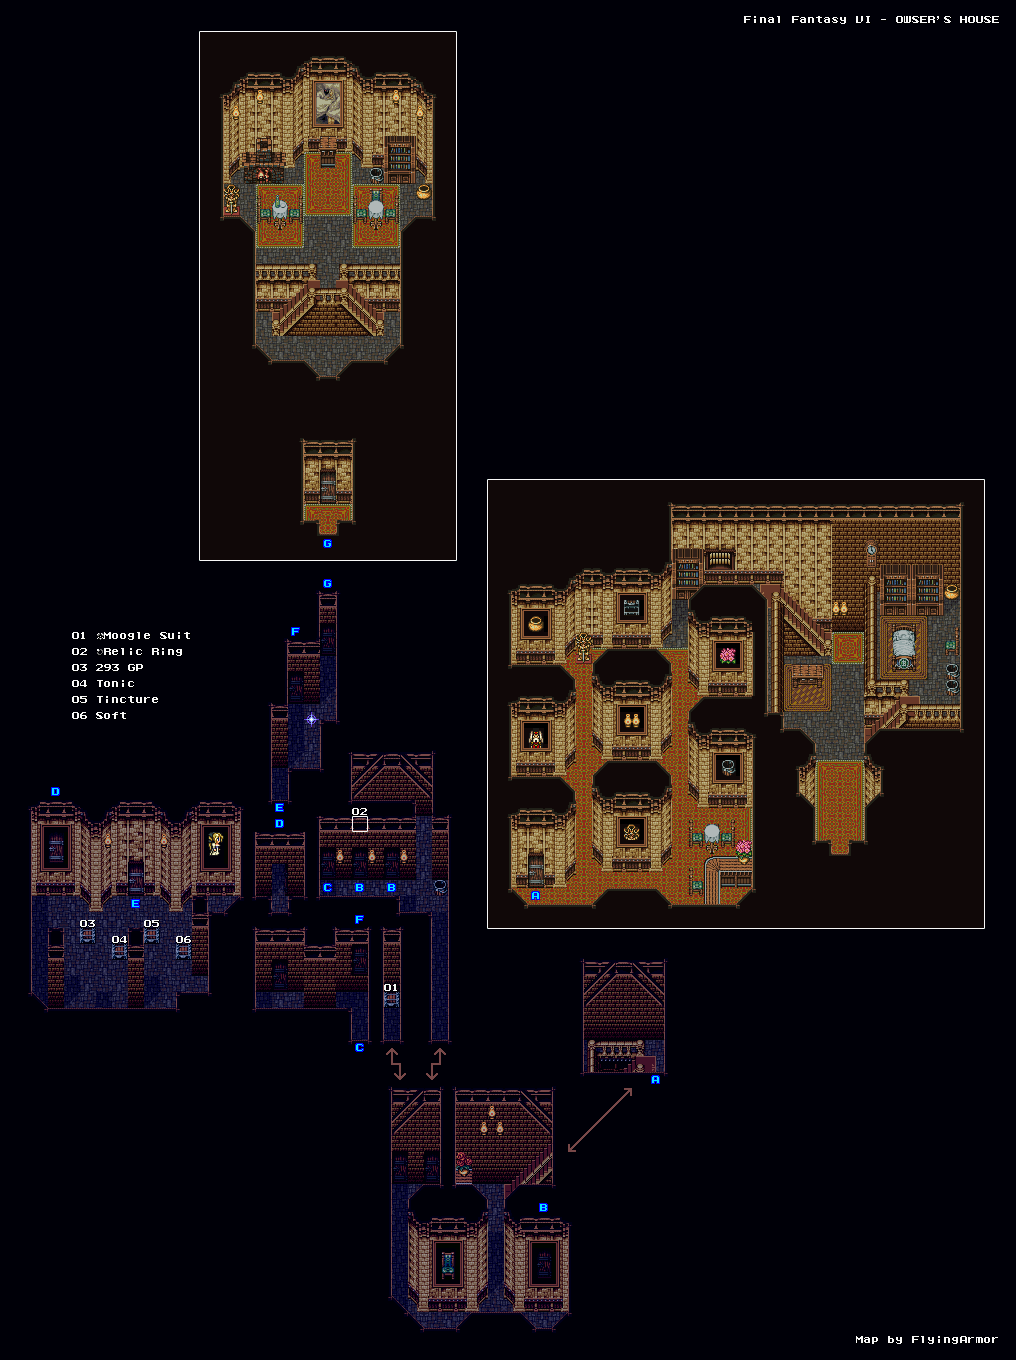 Final Fantasy VI - OWSER'S HOUSE
G
G
01 Moogle Suit
02 Relic Ring
03 293 GP
04 Tonic
05 Tincture
06 Soft
F
D
E
D
02
C B B
A
E
F
03 05
04 06
01
C
A
B
Map by FlyingArmor